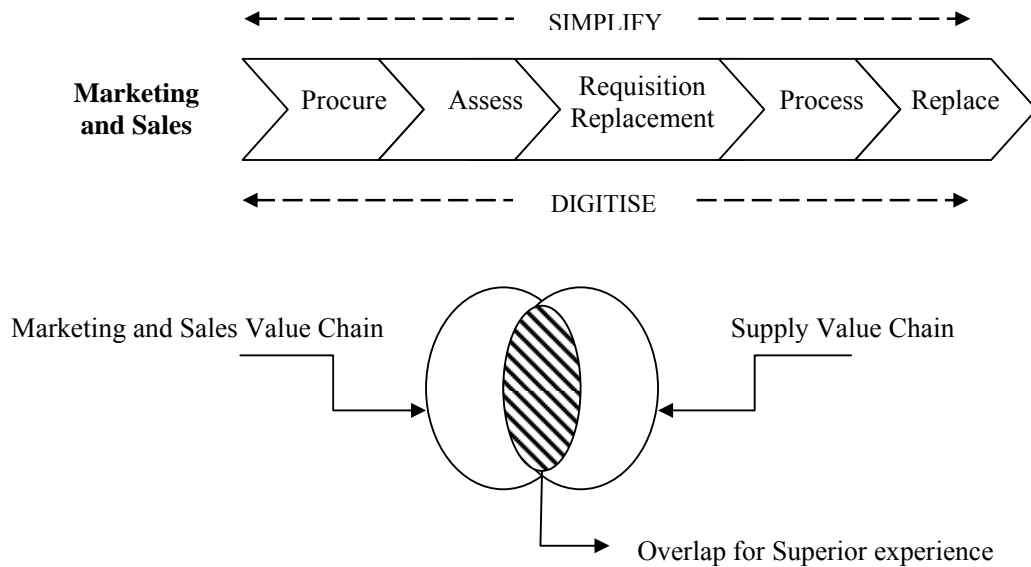 SIMPLIFY
Marketing
and Sales
Procure
Assess
Requisition
Replacement
Process
Replace
DIGITISE
Marketing and Sales Value Chain
Supply Value Chain
Overlap for Superior experience